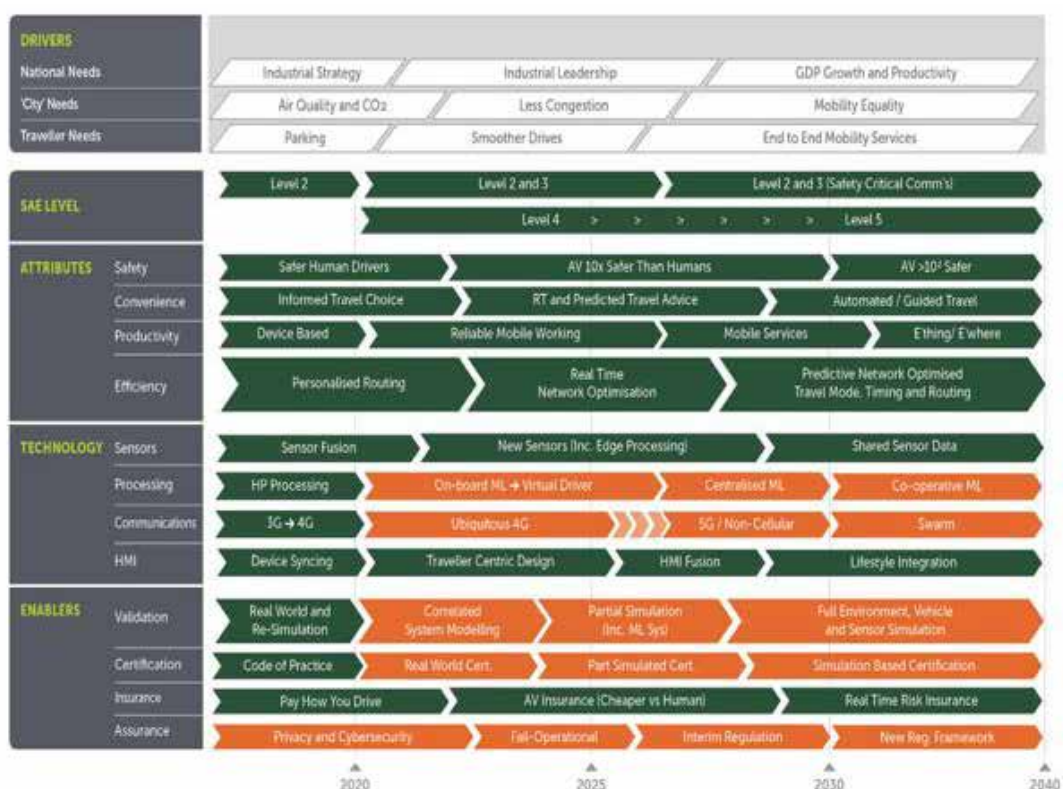 DRIVERS
National Needs
Industrial Strategy
Industrial Leadership
GDP Growth and Productivity
'City' Needs
Air Quality and CO2
Less Congestion
Mobility Equality
Traveller Needs
Parking
Smoother Drives
End to End Mobility Services
SAE LEVEL
Level 2
Level 2 and 3
Level 2 and 3 (Safety Critical Comm's)
Level 4 > > > > > > Level 5
ATTRIBUTES
Safety
Safer Human Drivers
AV 10x Safer Than Humans
AV >10² Safer
Convenience
Informed Travel Choice
RT and Predicted Travel Advice
Automated / Guided Travel
Productivity
Device Based
Reliable Mobile Working
Mobile Services
E'thing/ E'where
Efficiency
Personalised Routing
Real Time
Network Optimisation
Predictive Network Optimised
Travel Mode, Timing and Routing
TECHNOLOGY
Sensors
Sensor Fusion
New Sensors (Inc. Edge Processing)
Shared Sensor Data
Processing
HP Processing
On-board ML → Virtual Driver
Centralised ML
Co-operative ML
Communications
3G → 4G
Ubiquitous 4G
5G / Non-Cellular
Swarm
HMI
Device Syncing
Traveller Centric Design
HMI Fusion
Lifestyle Integration
ENABLERS
Validation
Real World and
Re-Simulation
Correlated
System Modelling
Partial Simulation
(Inc. ML Sys)
Full Environment, Vehicle
and Sensor Simulation
Certification
Code of Practice
Real World Cert.
Part Simulated Cert.
Simulation Based Certification
Insurance
Pay How You Drive
AV Insurance (Cheaper vs Human)
Real Time Risk Insurance
Assurance
Privacy and Cybersecurity
Fail-Operational
Interim Regulation
New Reg. Framework
2020
2025
2030
2040